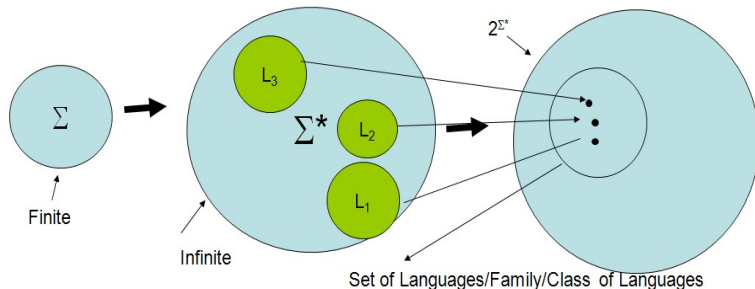 2^Σ*
L3
Σ
Σ*
L2
L1
Finite
Infinite
Set of Languages/Family/Class of Languages